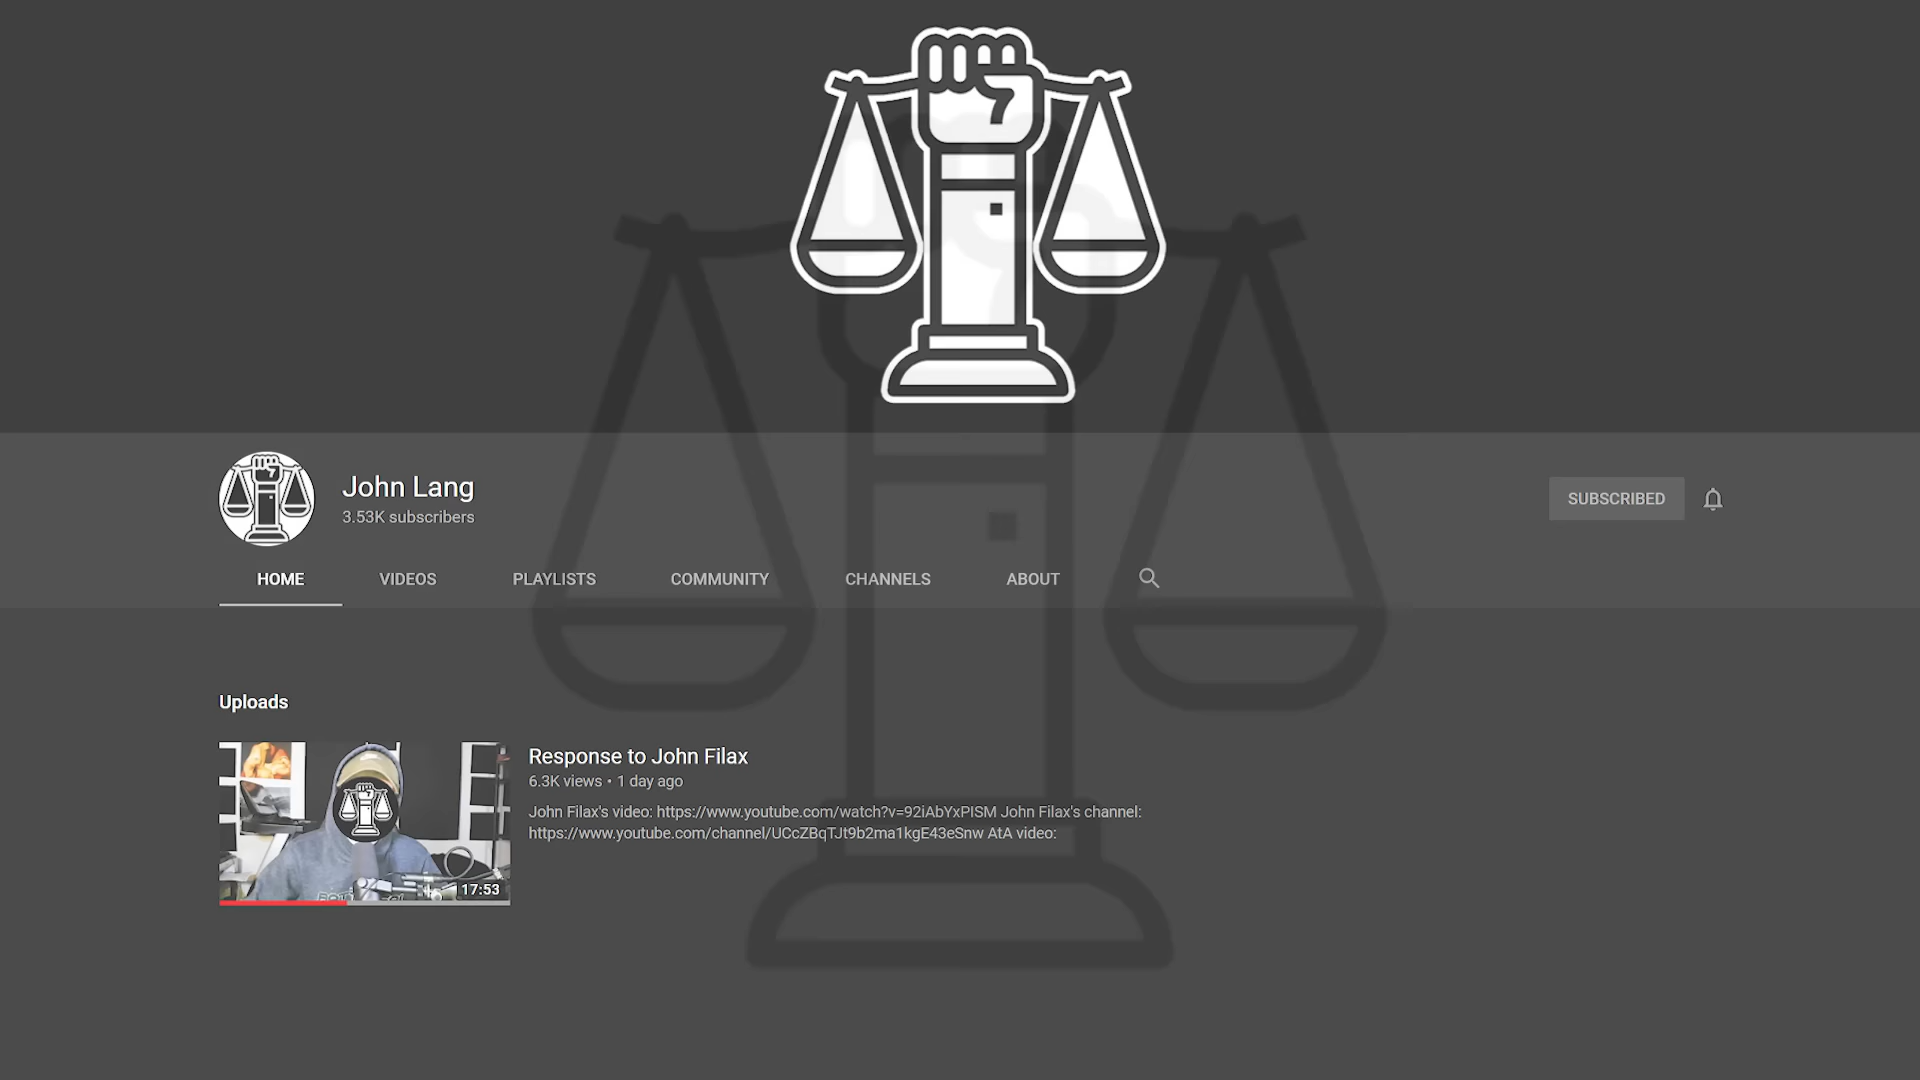 John Lang
3.53K subscribers
SUBSCRIBED
HOME VIDEOS PLAYLISTS COMMUNITY CHANNELS ABOUT
Uploads
17:53
Response to John Filax
6.3K views • 1 day ago
John Filax's video: https://www.youtube.com/watch?v=92iAbYxPISM John Filax's channel:
https://www.youtube.com/channel/UCcZBqTJt9b2ma1kgE43eSnw AtA video: